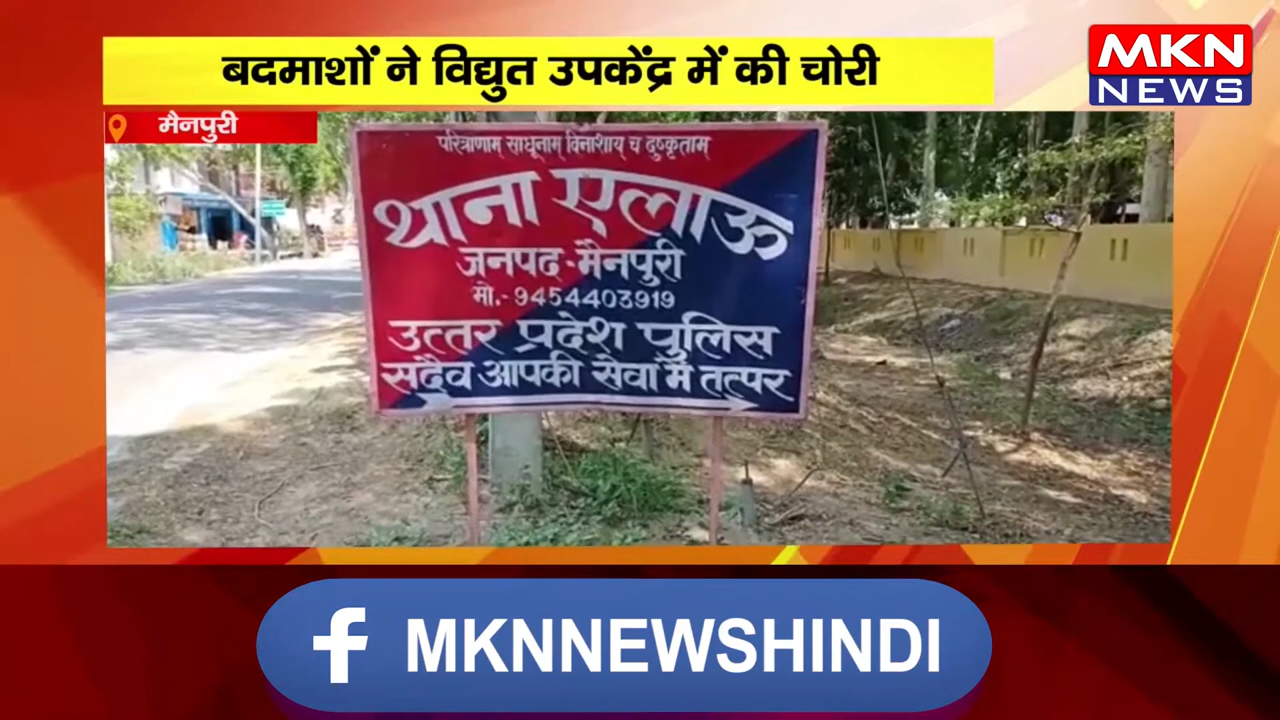 बदमाशों ने विद्युत उपकेंद्र में की चोरी
MKN
NEWS
मैनपुरी
परित्राणाम् साधूनाम् विनाशाय् च दुष्कृताम्
थाना एलाऊ
जनपद-मैनपुरी
मो.-9454403919
उत्तर प्रदेश पुलिस
सदैव आपकी सेवा में तत्पर
f MKNNEWSHINDI